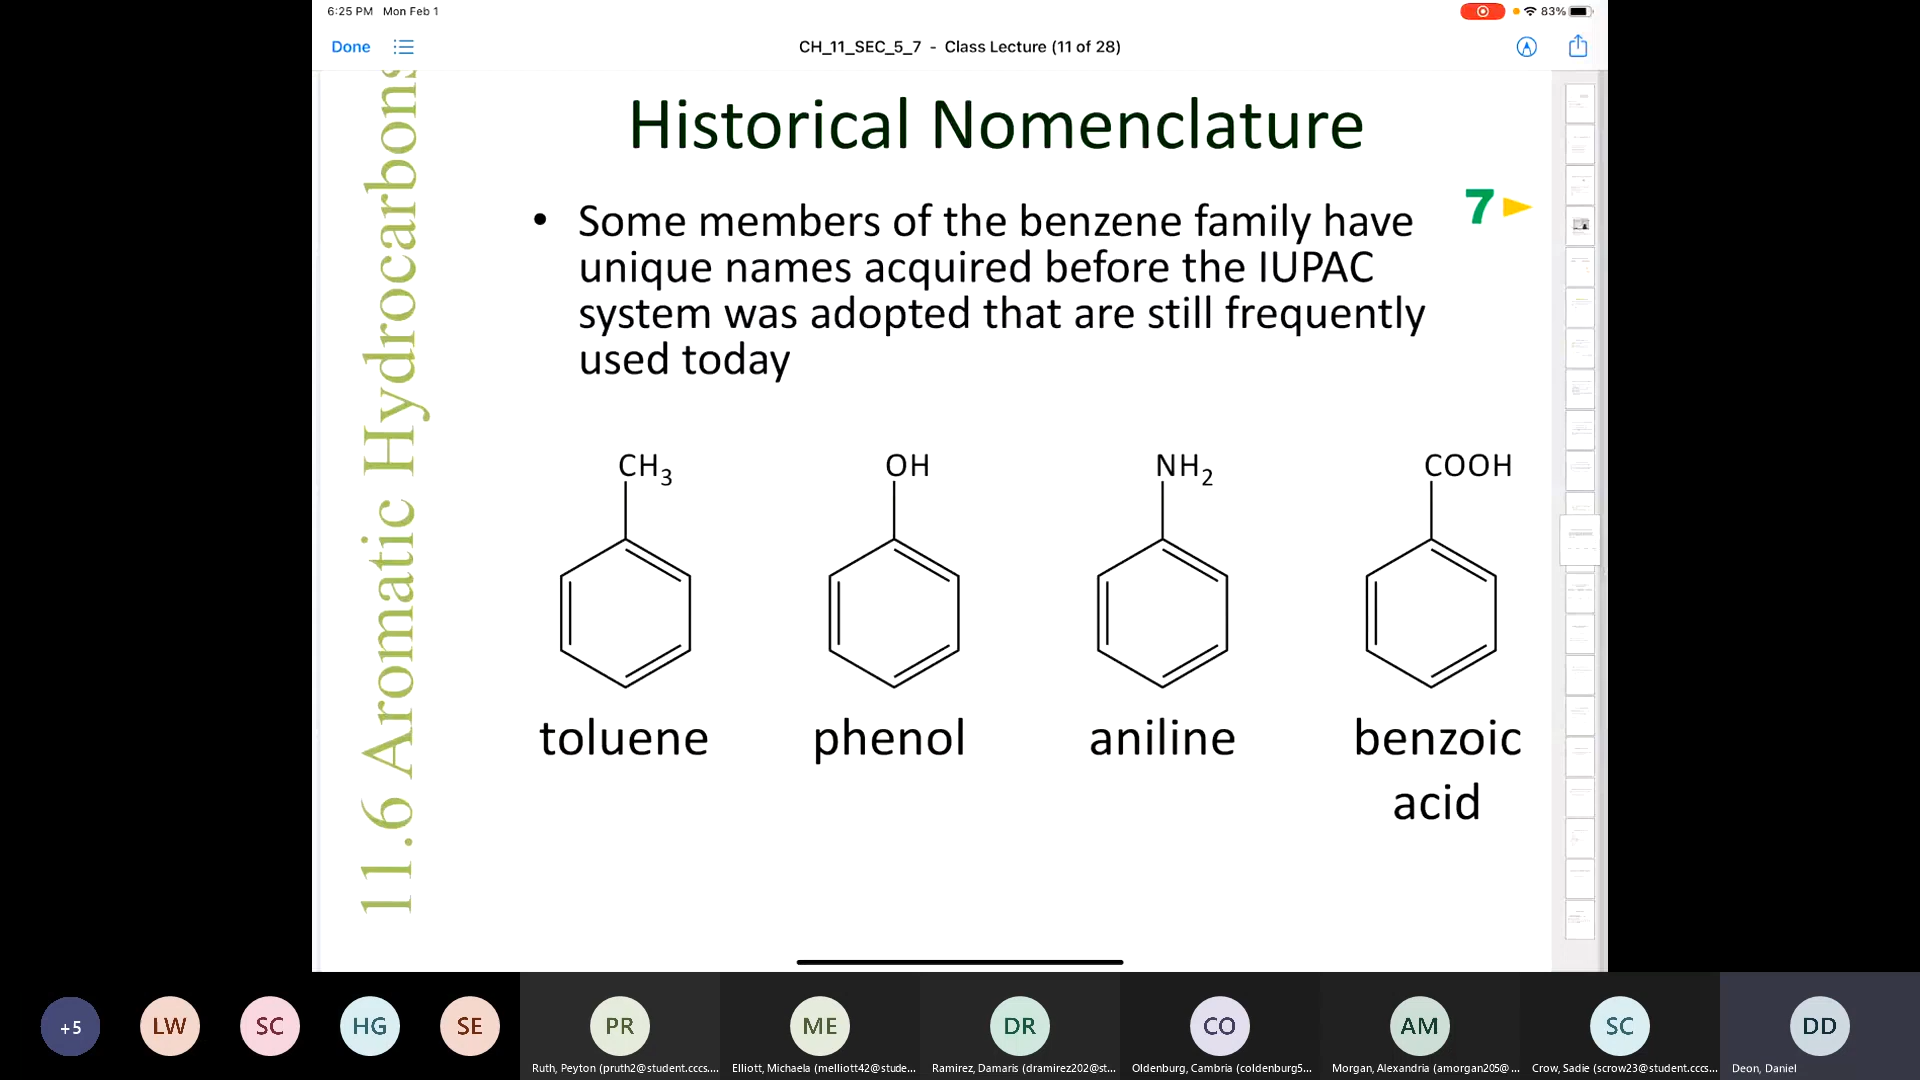 6:25 PM Mon Feb 1
83%
Done
CH_11_SEC_5_7 - Class Lecture (11 of 28)
11.6 Aromatic Hydrocarbons
Historical Nomenclature
7
• Some members of the benzene family have
unique names acquired before the IUPAC
system was adopted that are still frequently
used today
CH3 OH NH2 COOH
toluene phenol aniline benzoic
acid
+5 LW SC HG SE PR ME DR CO AM SC DD
Ruth, Peyton (pruth2@student.cccs.... Elliott, Michaela (melliott42@stude... Ramirez, Damaris (dramirez202@st... Oldenburg, Cambria (coldenburg5... Morgan, Alexandria (amorgan205@... Crow, Sadie (scrow23@student.cccs... Deon, Daniel